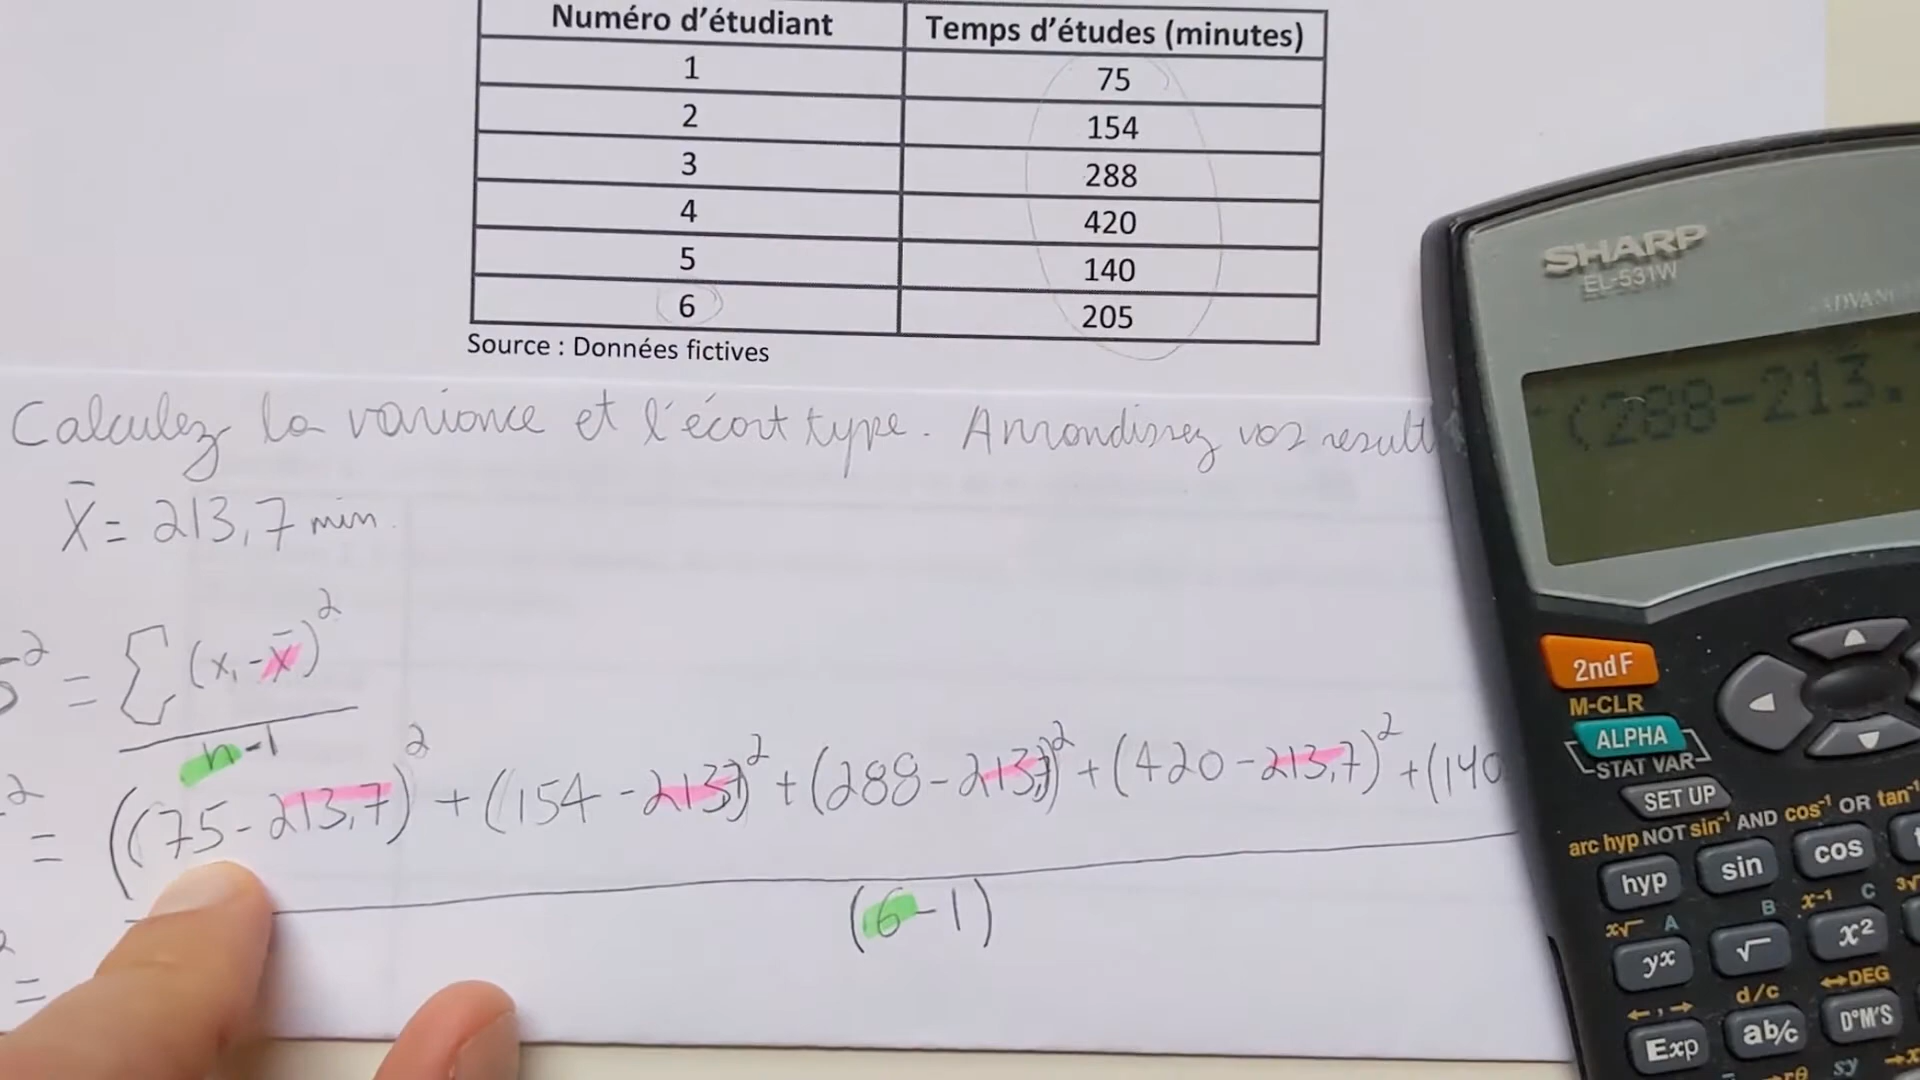 Numéro d'étudiant Temps d'études (minutes)
1 75
2 154
3 288
4 420
5 140
6 205
Source : Données fictives
Calculez la variance et l'écart type. Arrondissez vos result
X̄ = 213,7 min.
= Σ(xᵢ-x̄)²
n-1
= ((75-213,7)² + (154-213,7)² + (288-213,7)² + (420-213,7)² + (140
(6-1)
=
SHARP
EL-531W
(288-213.
2ndF
M-CLR
ALPHA
STAT VAR
SET UP
arc hyp NOT sin⁻¹ AND cos⁻¹ OR tan⁻¹
hyp sin cos
A B x⁻¹ C
yˣ √ x²
←,→ d/c ↔DEG
Exp ab/c D°M'S